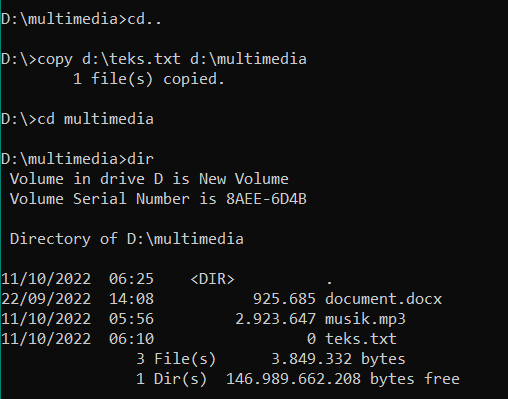 D:\multimedia>cd..
D:\>copy d:\teks.txt d:\multimedia
1 file(s) copied.
D:\>cd multimedia
D:\multimedia>dir
Volume in drive D is New Volume
Volume Serial Number is 8AEE-6D4B
Directory of D:\multimedia
11/10/2022  06:25    <DIR>          .
22/09/2022  14:08           925.685 document.docx
11/10/2022  05:56         2.923.647 musik.mp3
11/10/2022  06:10                 0 teks.txt
3 File(s)      3.849.332 bytes
1 Dir(s)  146.989.662.208 bytes free